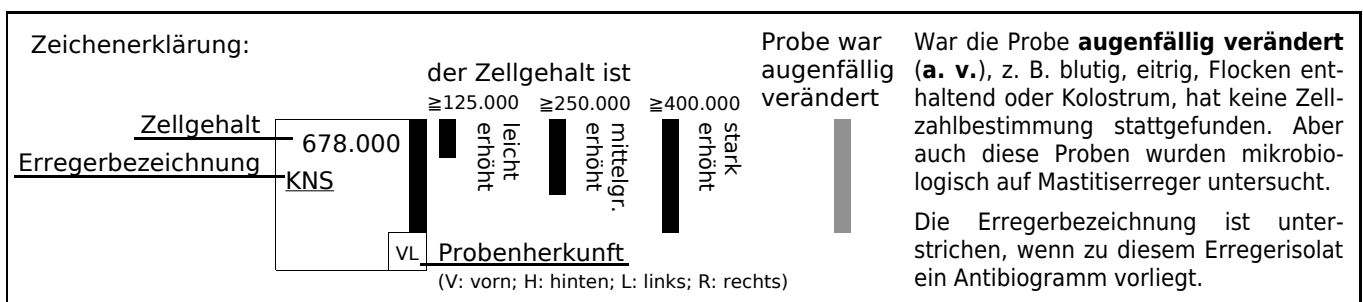 Zeichenerklärung:
der Zellgehalt ist
≧125.000 ≧250.000 ≧400.000
Zellgehalt
Erregerbezeichnung
678.000
KNS
leicht
erhöht
mittelgr.
erhöht
stark
erhöht
VL
Probenherkunft
(V: vorn; H: hinten; L: links; R: rechts)
Probe war
augenfällig
verändert
War die Probe augenfällig verändert
(a. v.), z. B. blutig, eitrig, Flocken ent-
haltend oder Kolostrum, hat keine Zell-
zahlbestimmung stattgefunden. Aber
auch diese Proben wurden mikrobio-
logisch auf Mastitiserreger untersucht.
Die Erregerbezeichnung ist unter-
strichen, wenn zu diesem Erregerisolat
ein Antibiogramm vorliegt.